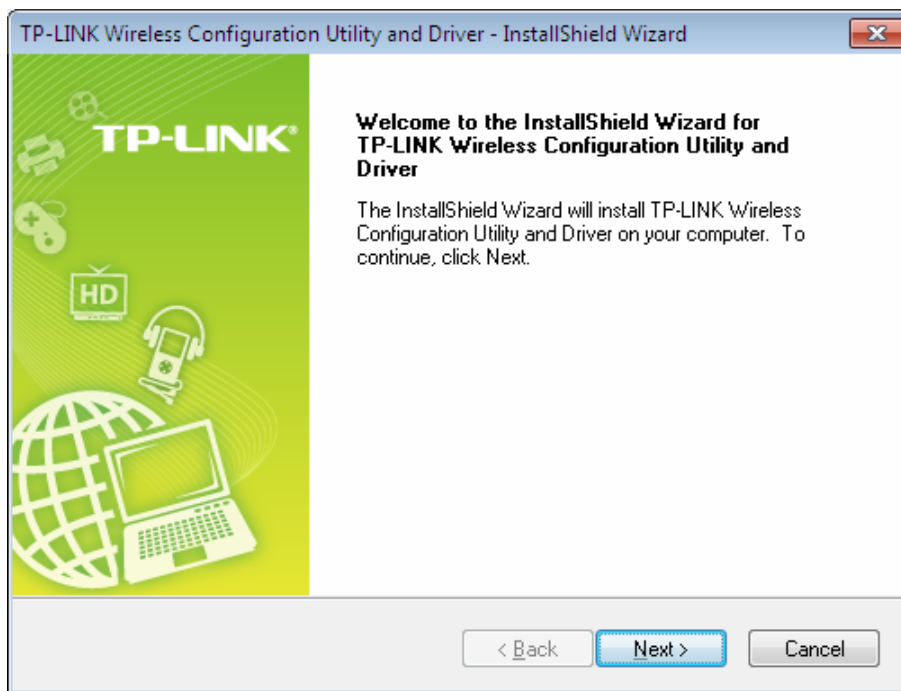 TP-LINK Wireless Configuration Utility and Driver - InstallShield Wizard
TP-LINK®
HD
Welcome to the InstallShield Wizard for
TP-LINK Wireless Configuration Utility and
Driver
The InstallShield Wizard will install TP-LINK Wireless
Configuration Utility and Driver on your computer. To
continue, click Next.
< Back
Next >
Cancel